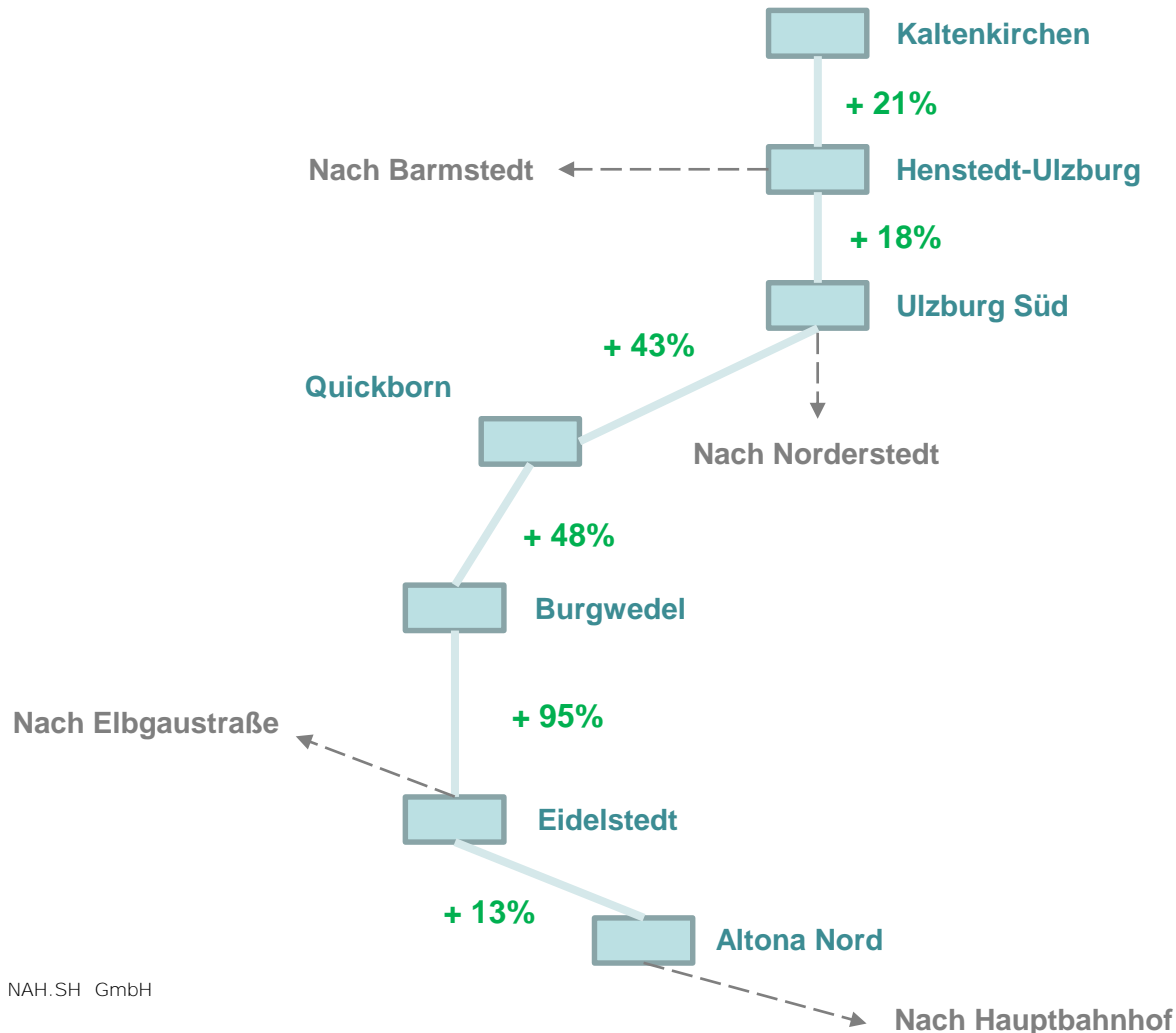 Kaltenkirchen
+ 21%
Nach Barmstedt
Henstedt-Ulzburg
+ 18%
Ulzburg Süd
+ 43%
Quickborn
Nach Norderstedt
+ 48%
Burgwedel
+ 95%
Nach Elbgaustraße
Eidelstedt
+ 13%
Altona Nord
NAH.SH GmbH
Nach Hauptbahnhof